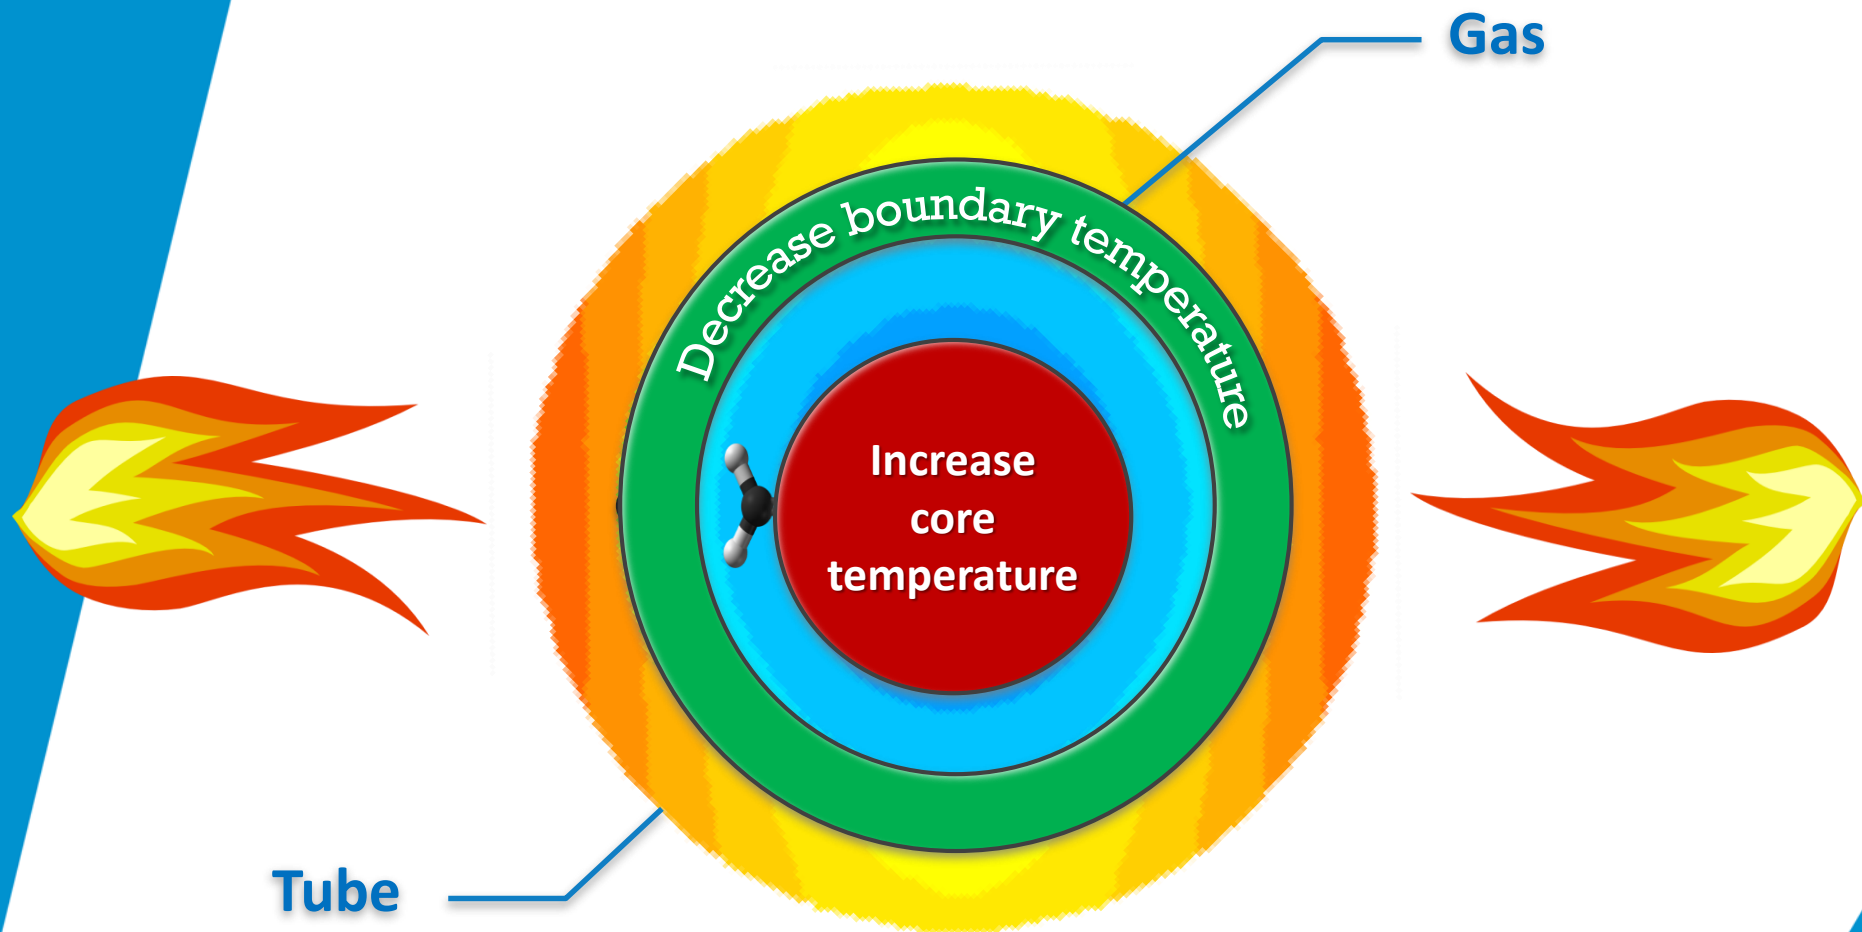 Gas
Decrease boundary temperature
Increase
core
temperature
Tube